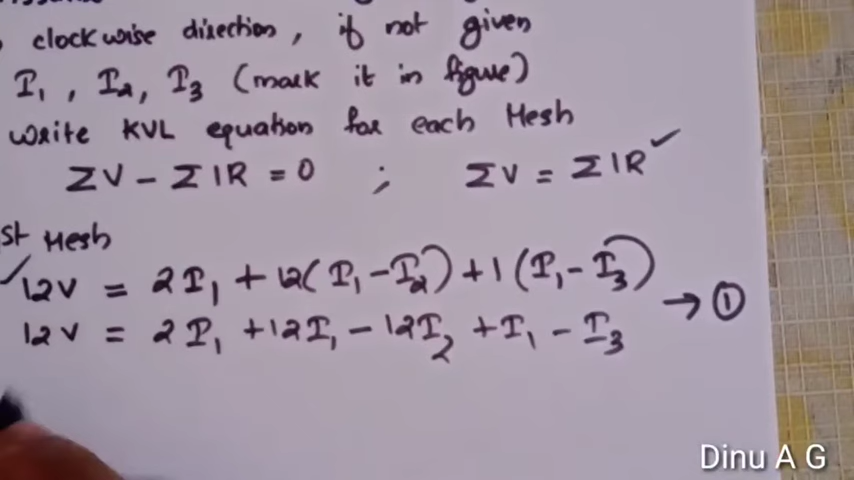 clockwise direction, if not given
I₁, I₂, I₃ (mark it in figure)
write KVL equation for each Mesh
ΣV - ΣIR = 0 ; ΣV = ΣIR ✓
st Mesh
✓12V = 2I₁ + 12(I₁ - I₂) + 1(I₁ - I₃)
12V = 2I₁ + 12I₁ - 12I₂ + I₁ - I₃ → ①
Dinu A G